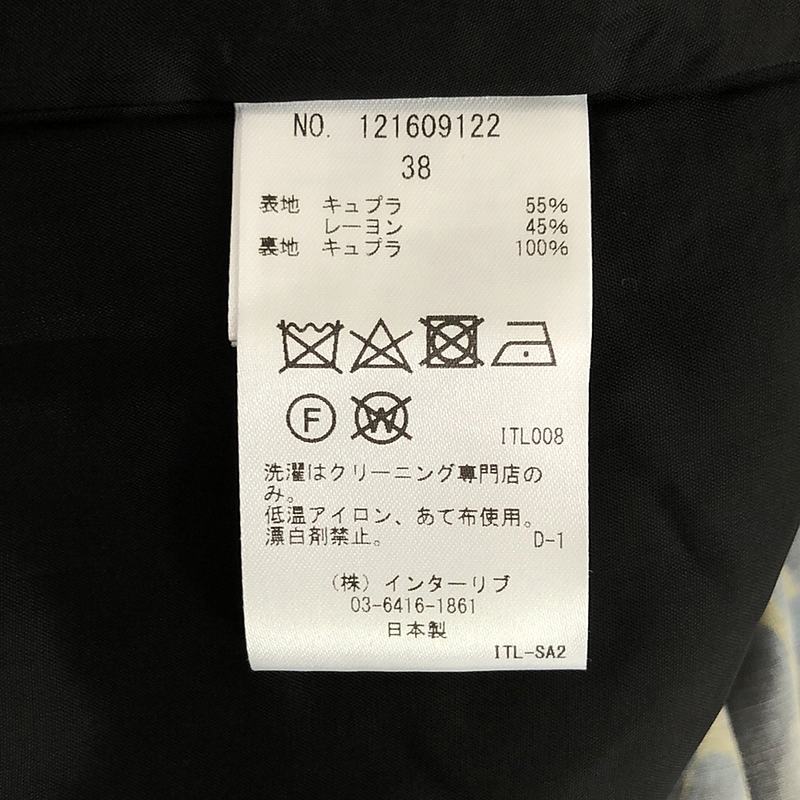 NO. 121609122
38
表地 キュプラ 55%
レーヨン 45%
裏地 キュプラ 100%
F W ITL008
洗濯はクリーニング専門店の
み。
低温アイロン、あて布使用。
漂白剤禁止。 D-1
(株) インターリブ
03-6416-1861
日本製
ITL-SA2